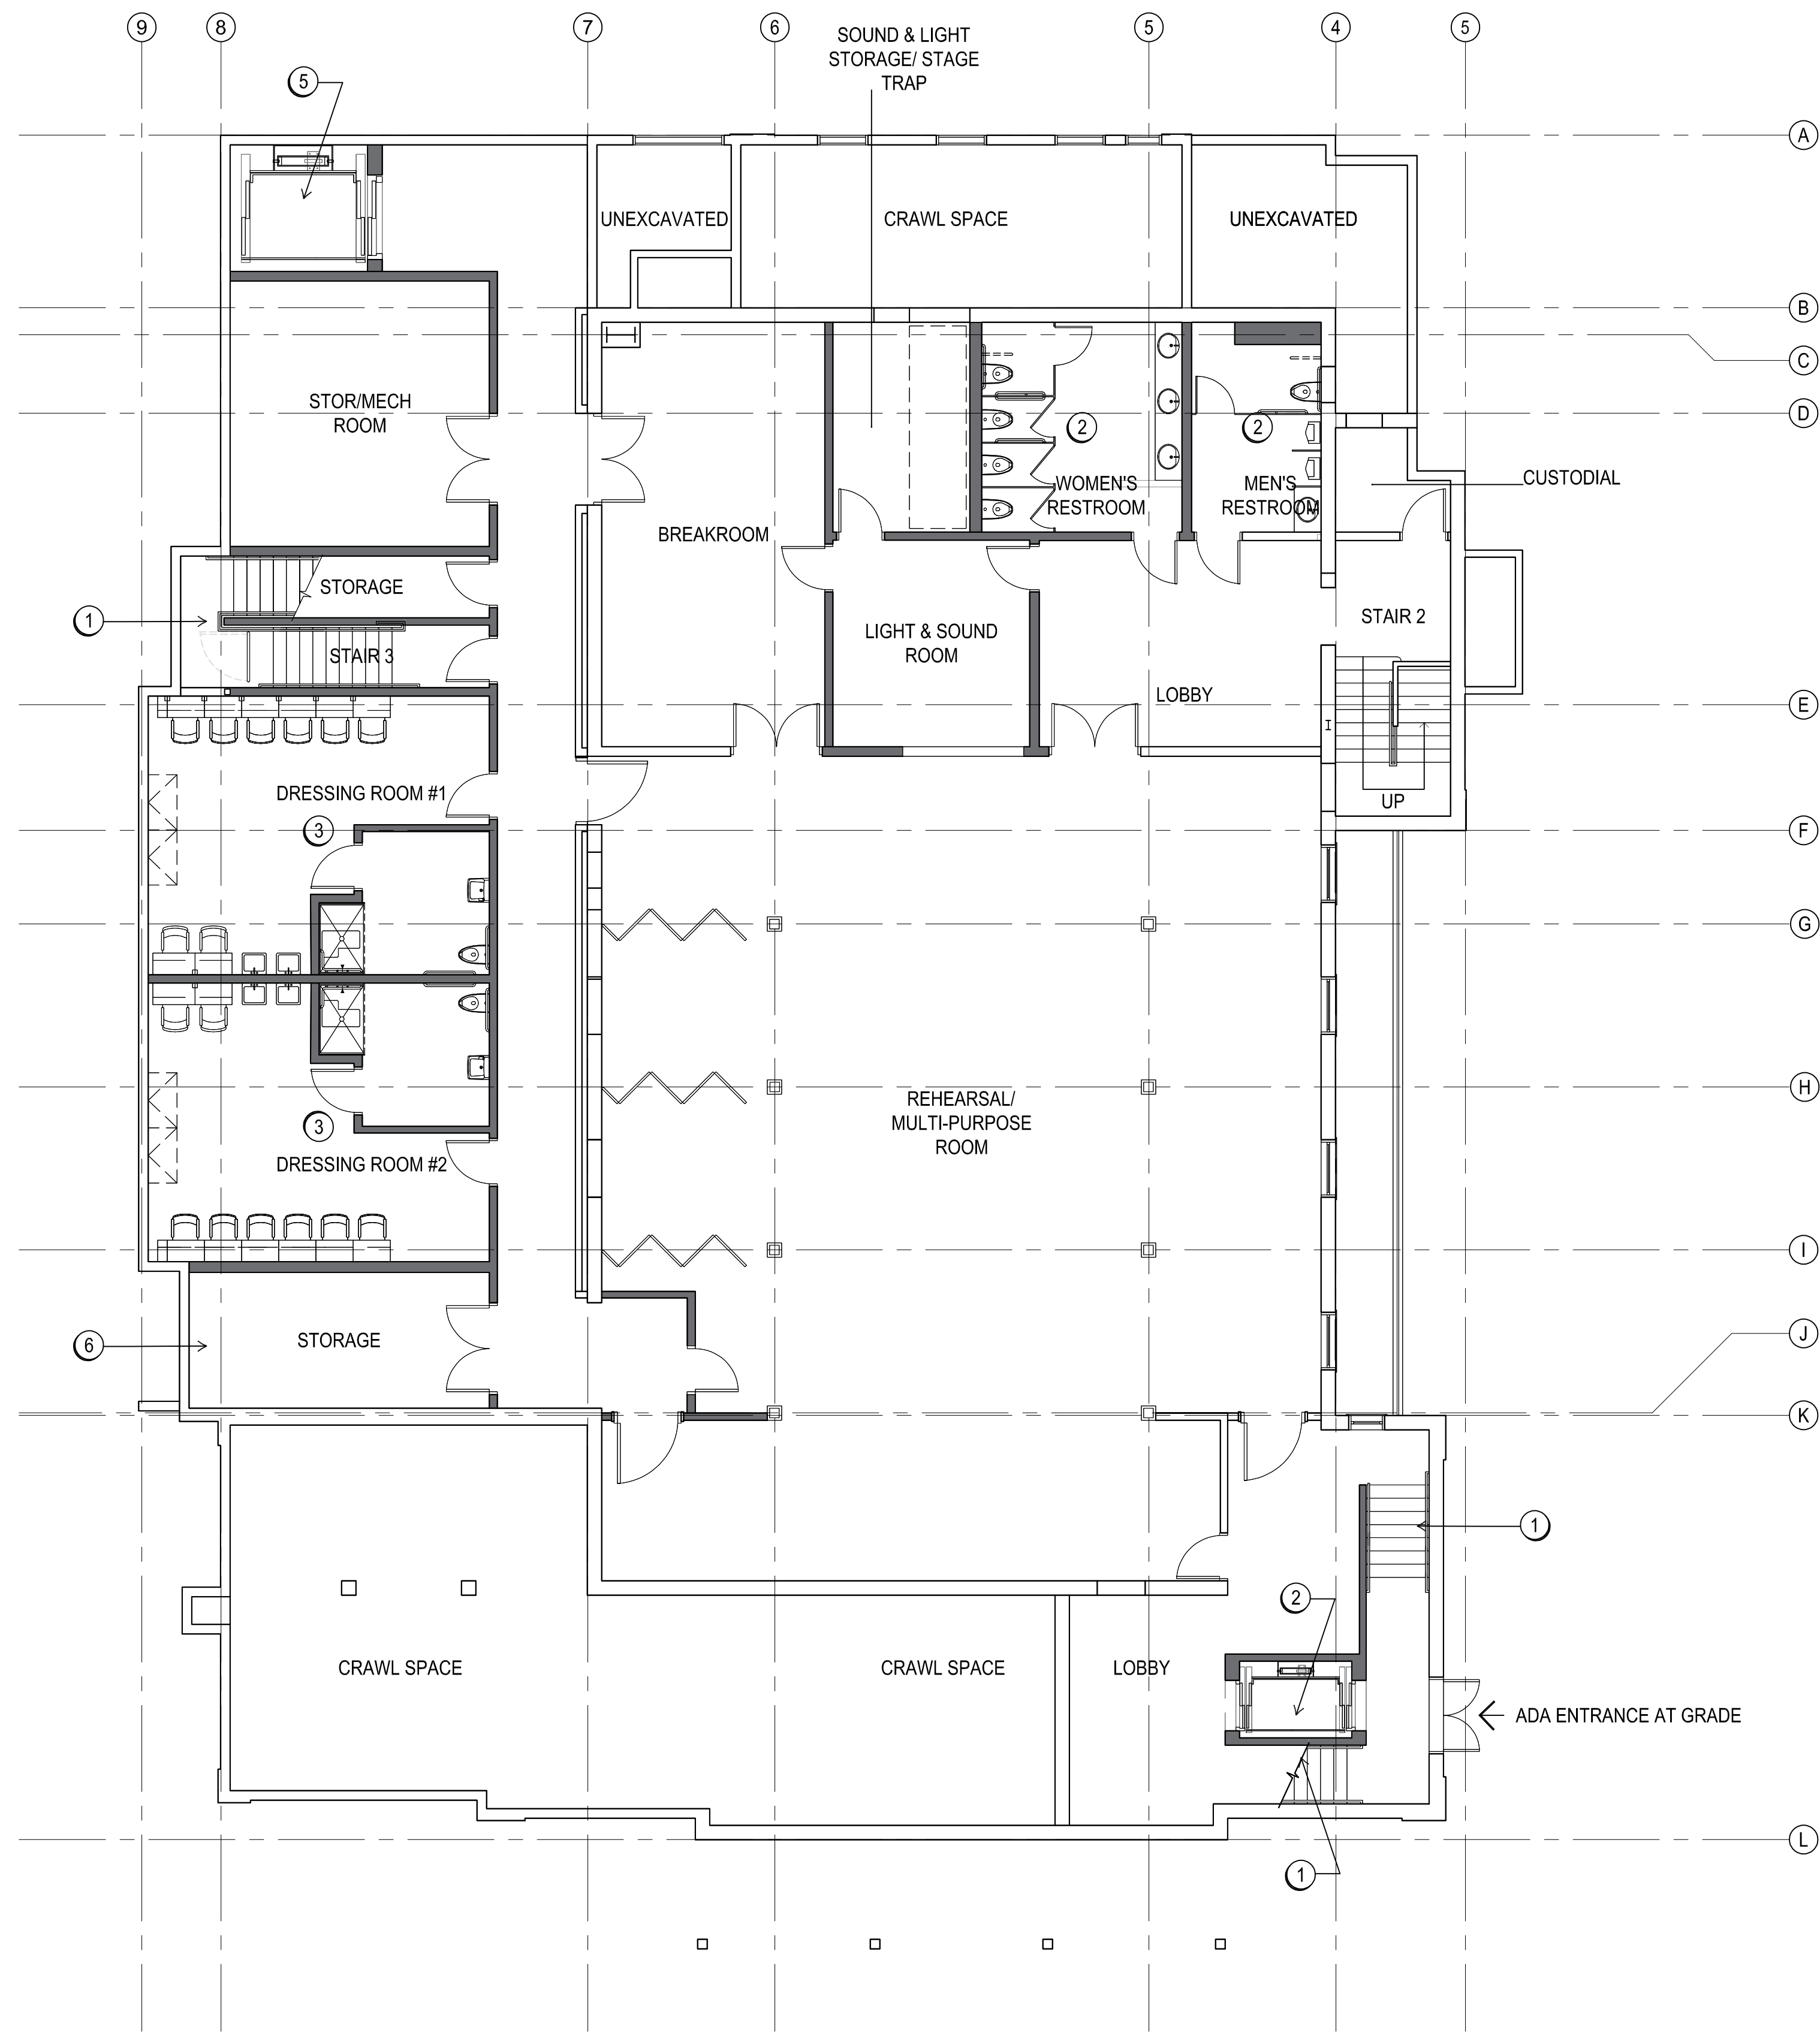 9
8
7
6
5
4
5
SOUND & LIGHT
STORAGE/ STAGE
TRAP
5
A
UNEXCAVATED
CRAWL SPACE
UNEXCAVATED
B
C
STOR/MECH
ROOM
D
2
2
CUSTODIAL
WOMEN'S
RESTROOM
MEN'S
RESTROOM
BREAKROOM
STORAGE
1
STAIR 2
LIGHT & SOUND
ROOM
STAIR 3
LOBBY
E
DRESSING ROOM #1
UP
3
F
G
H
REHEARSAL/
MULTI-PURPOSE
ROOM
3
DRESSING ROOM #2
I
STORAGE
6
J
K
1
2
CRAWL SPACE
CRAWL SPACE
LOBBY
ADA ENTRANCE AT GRADE
L
1